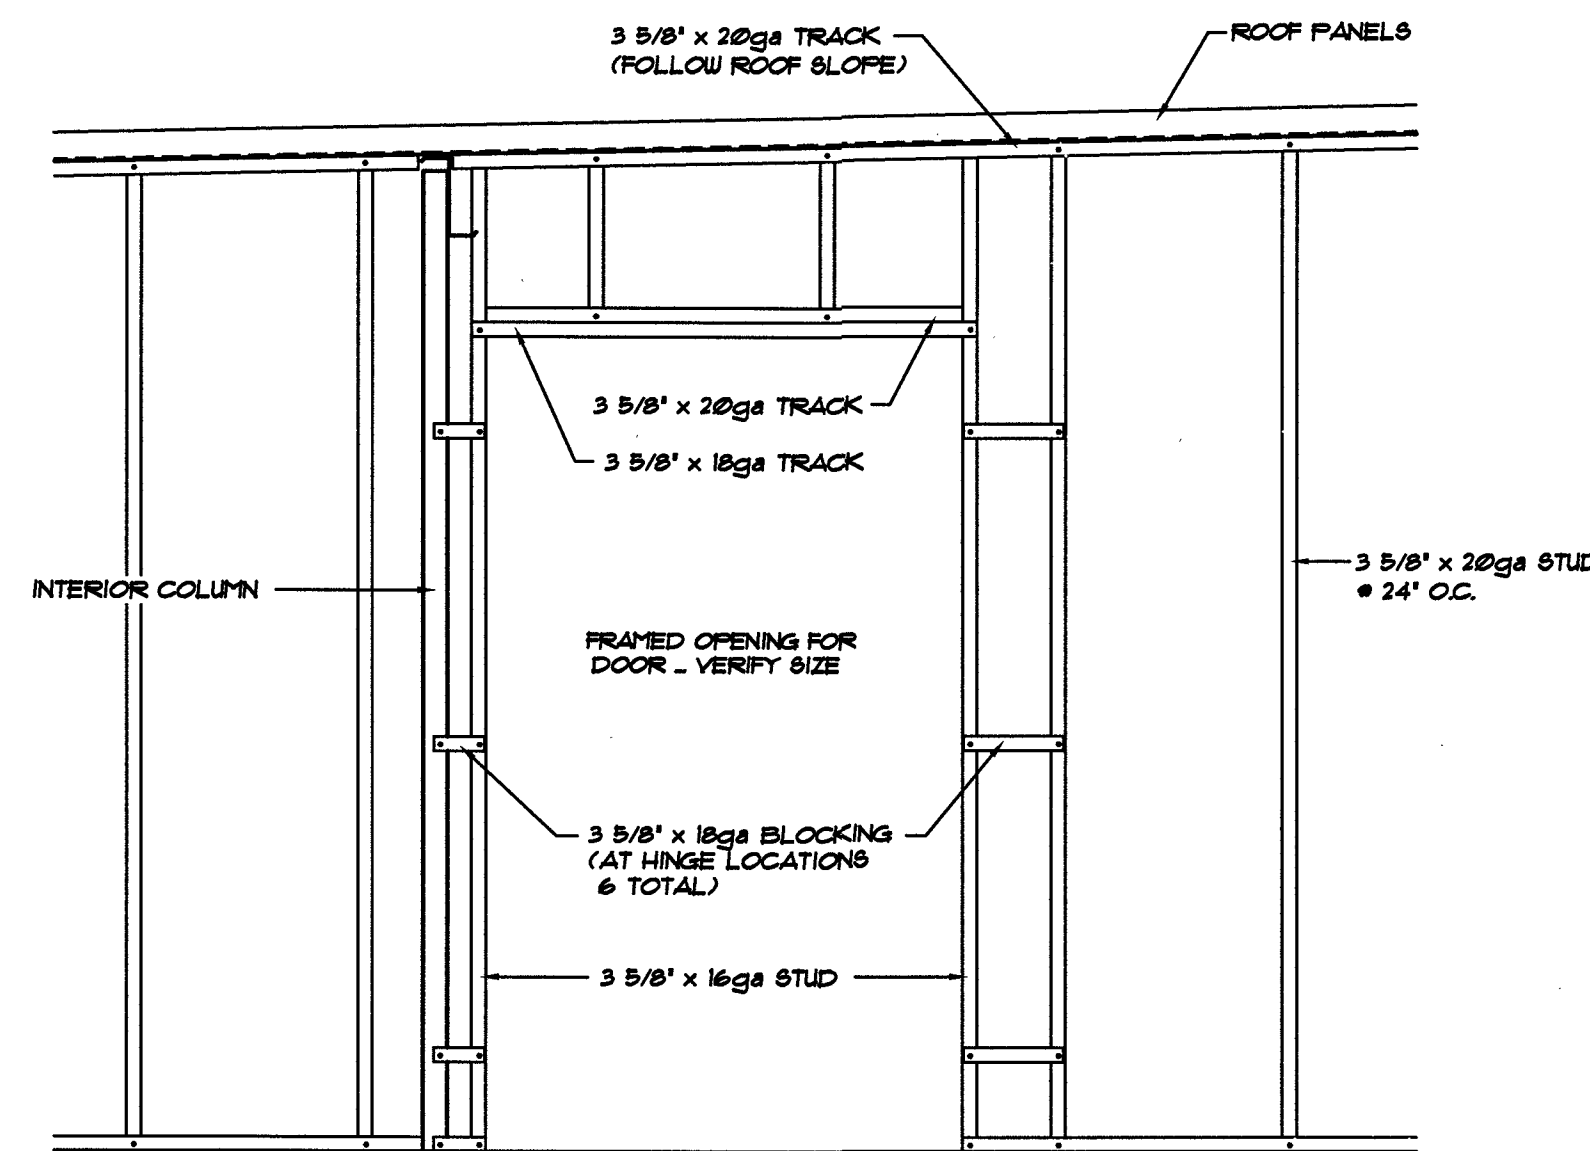 3 5/8" x 20ga TRACK
(FOLLOW ROOF SLOPE)
ROOF PANELS
3 5/8" x 20ga TRACK
3 5/8" x 18ga TRACK
INTERIOR COLUMN
3 5/8" x 20ga STUD
@ 24" O.C.
FRAMED OPENING FOR
DOOR - VERIFY SIZE
3 5/8" x 18ga BLOCKING
(AT HINGE LOCATIONS
6 TOTAL)
3 5/8" x 16ga STUD